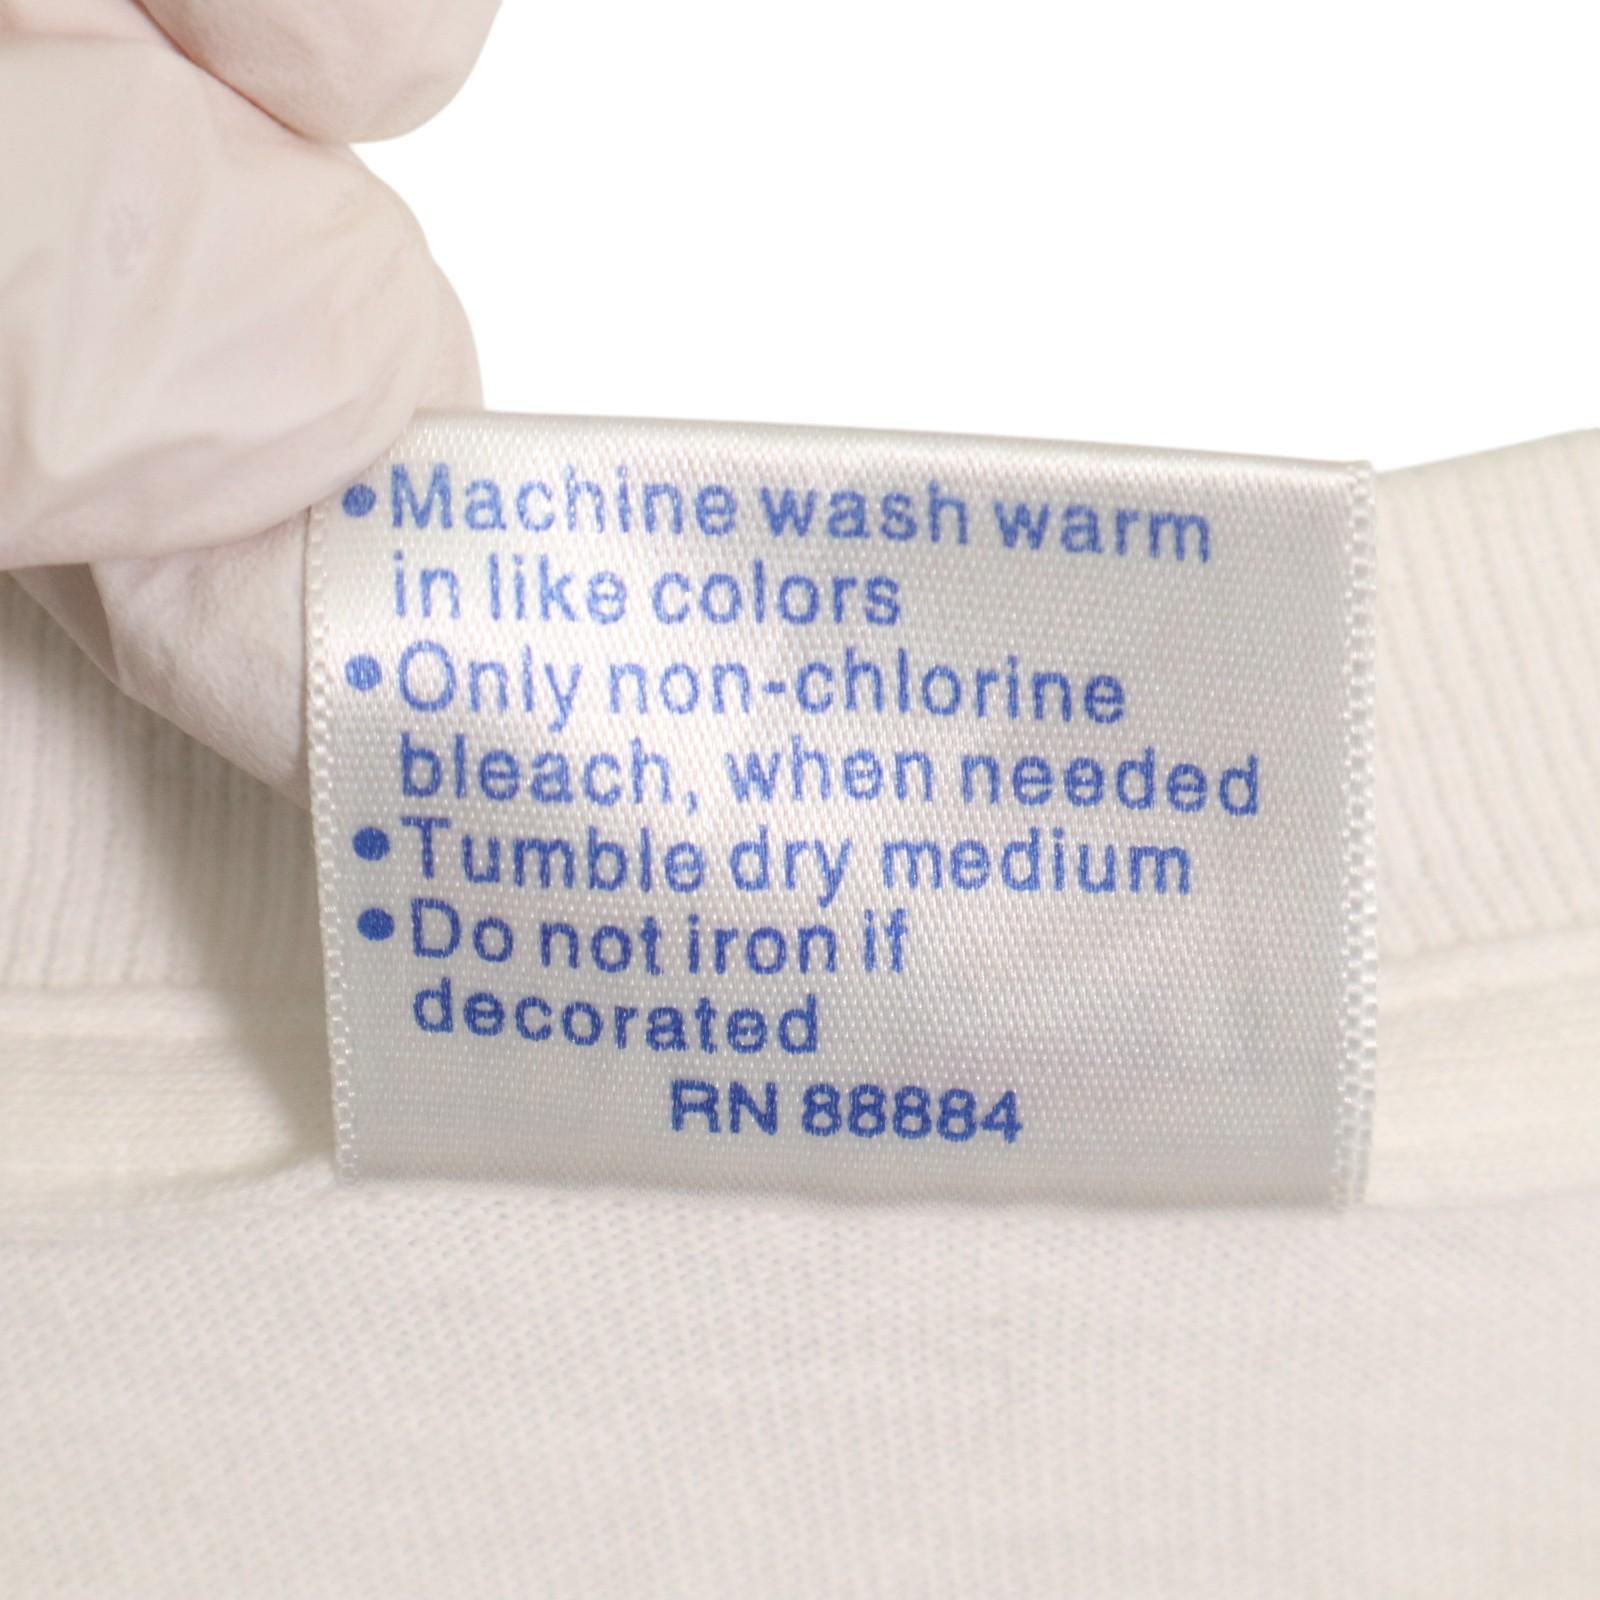 •Machine wash warm
in like colors
•Only non-chlorine
bleach, when needed
•Tumble dry medium
•Do not iron if
decorated
RN 88884